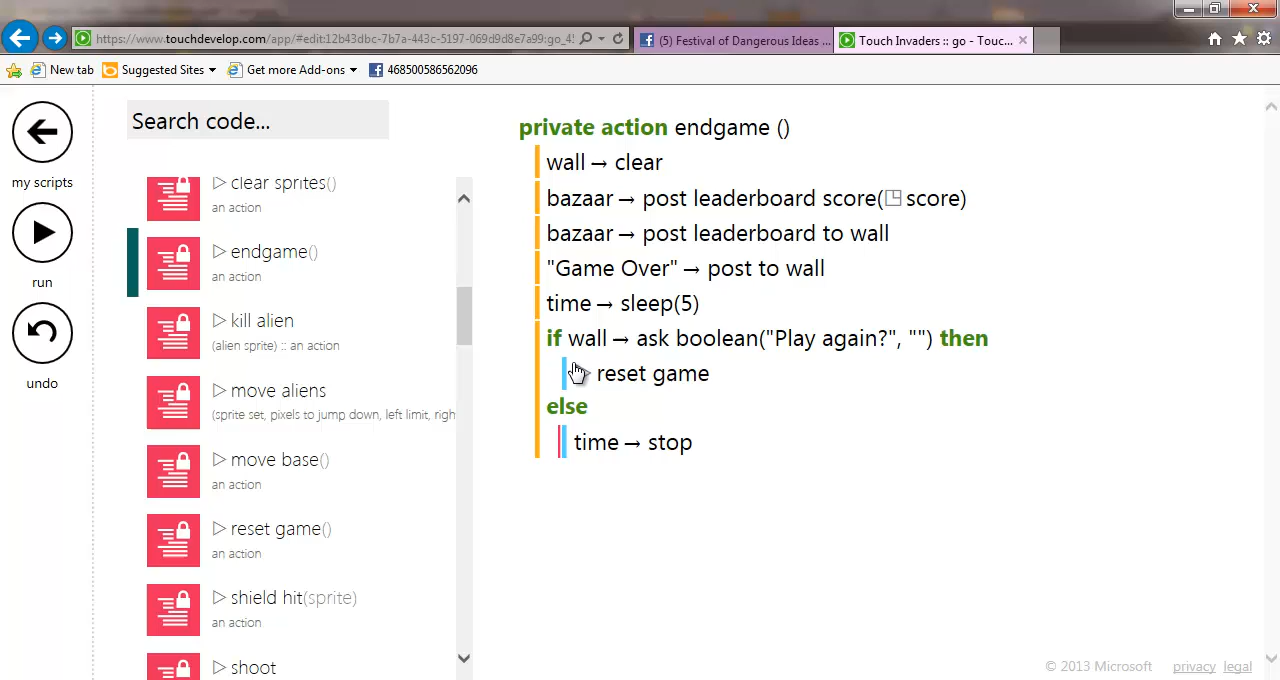 https://www.touchdevelop.com/app/#edit:12b43dbc-7b7a-443c-5197-069d9d8e7a99:go_4!
(5) Festival of Dangerous Ideas ...
Touch Invaders :: go - Touc...
New tab
Suggested Sites
Get more Add-ons
468500586562096
my scripts
run
undo
Search code...
clear sprites()
an action
endgame()
an action
kill alien
(alien sprite) :: an action
move aliens
(sprite set, pixels to jump down, left limit, righ
move base()
an action
reset game()
an action
shield hit(sprite)
an action
shoot
private action endgame ()
wall → clear
bazaar → post leaderboard score(score)
bazaar → post leaderboard to wall
"Game Over" → post to wall
time → sleep(5)
if wall → ask boolean("Play again?", "") then
reset game
else
time → stop
© 2013 Microsoft privacy legal